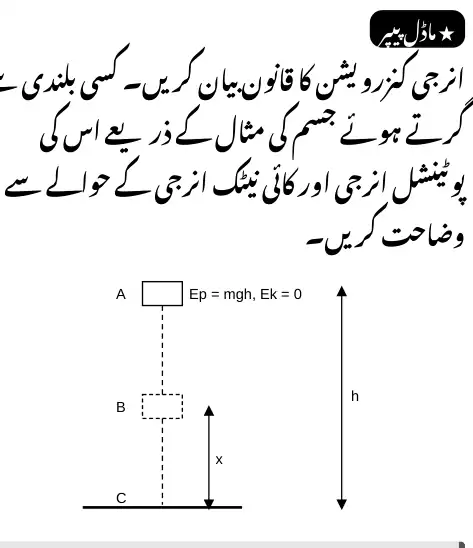 ★ ماڈل پیپر
انرجی کنزرویشن کا قانون بیان کریں۔ کسی بلندی سے
گرتے ہوئے جسم کی مثال کے ذریعے اس کی
پوٹینشل انرجی اور کائی نیٹک انرجی کے حوالے سے
وضاحت کریں۔
A Ep = mgh, Ek = 0
h
B
x
C